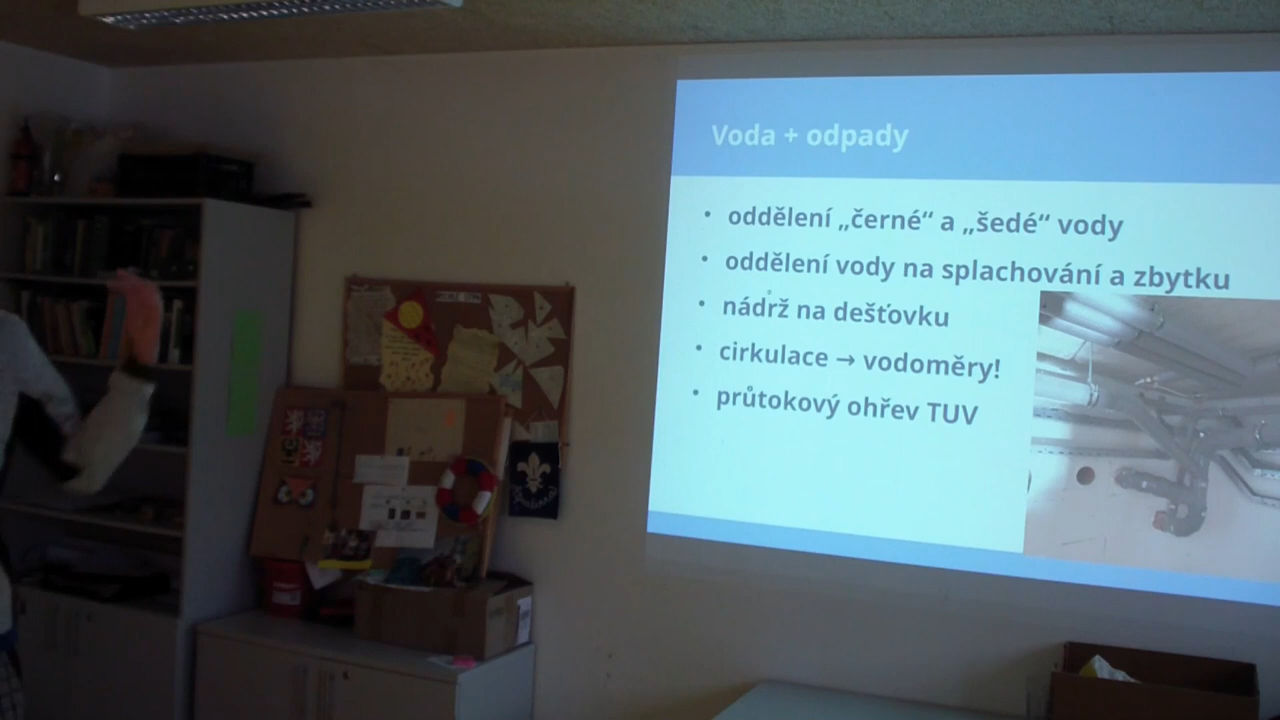 Voda + odpady
• oddělení „černé“ a „šedé“ vody
• oddělení vody na splachování a zbytku
• nádrž na dešťovku
• cirkulace → vodoměry!
• průtokový ohřev TUV